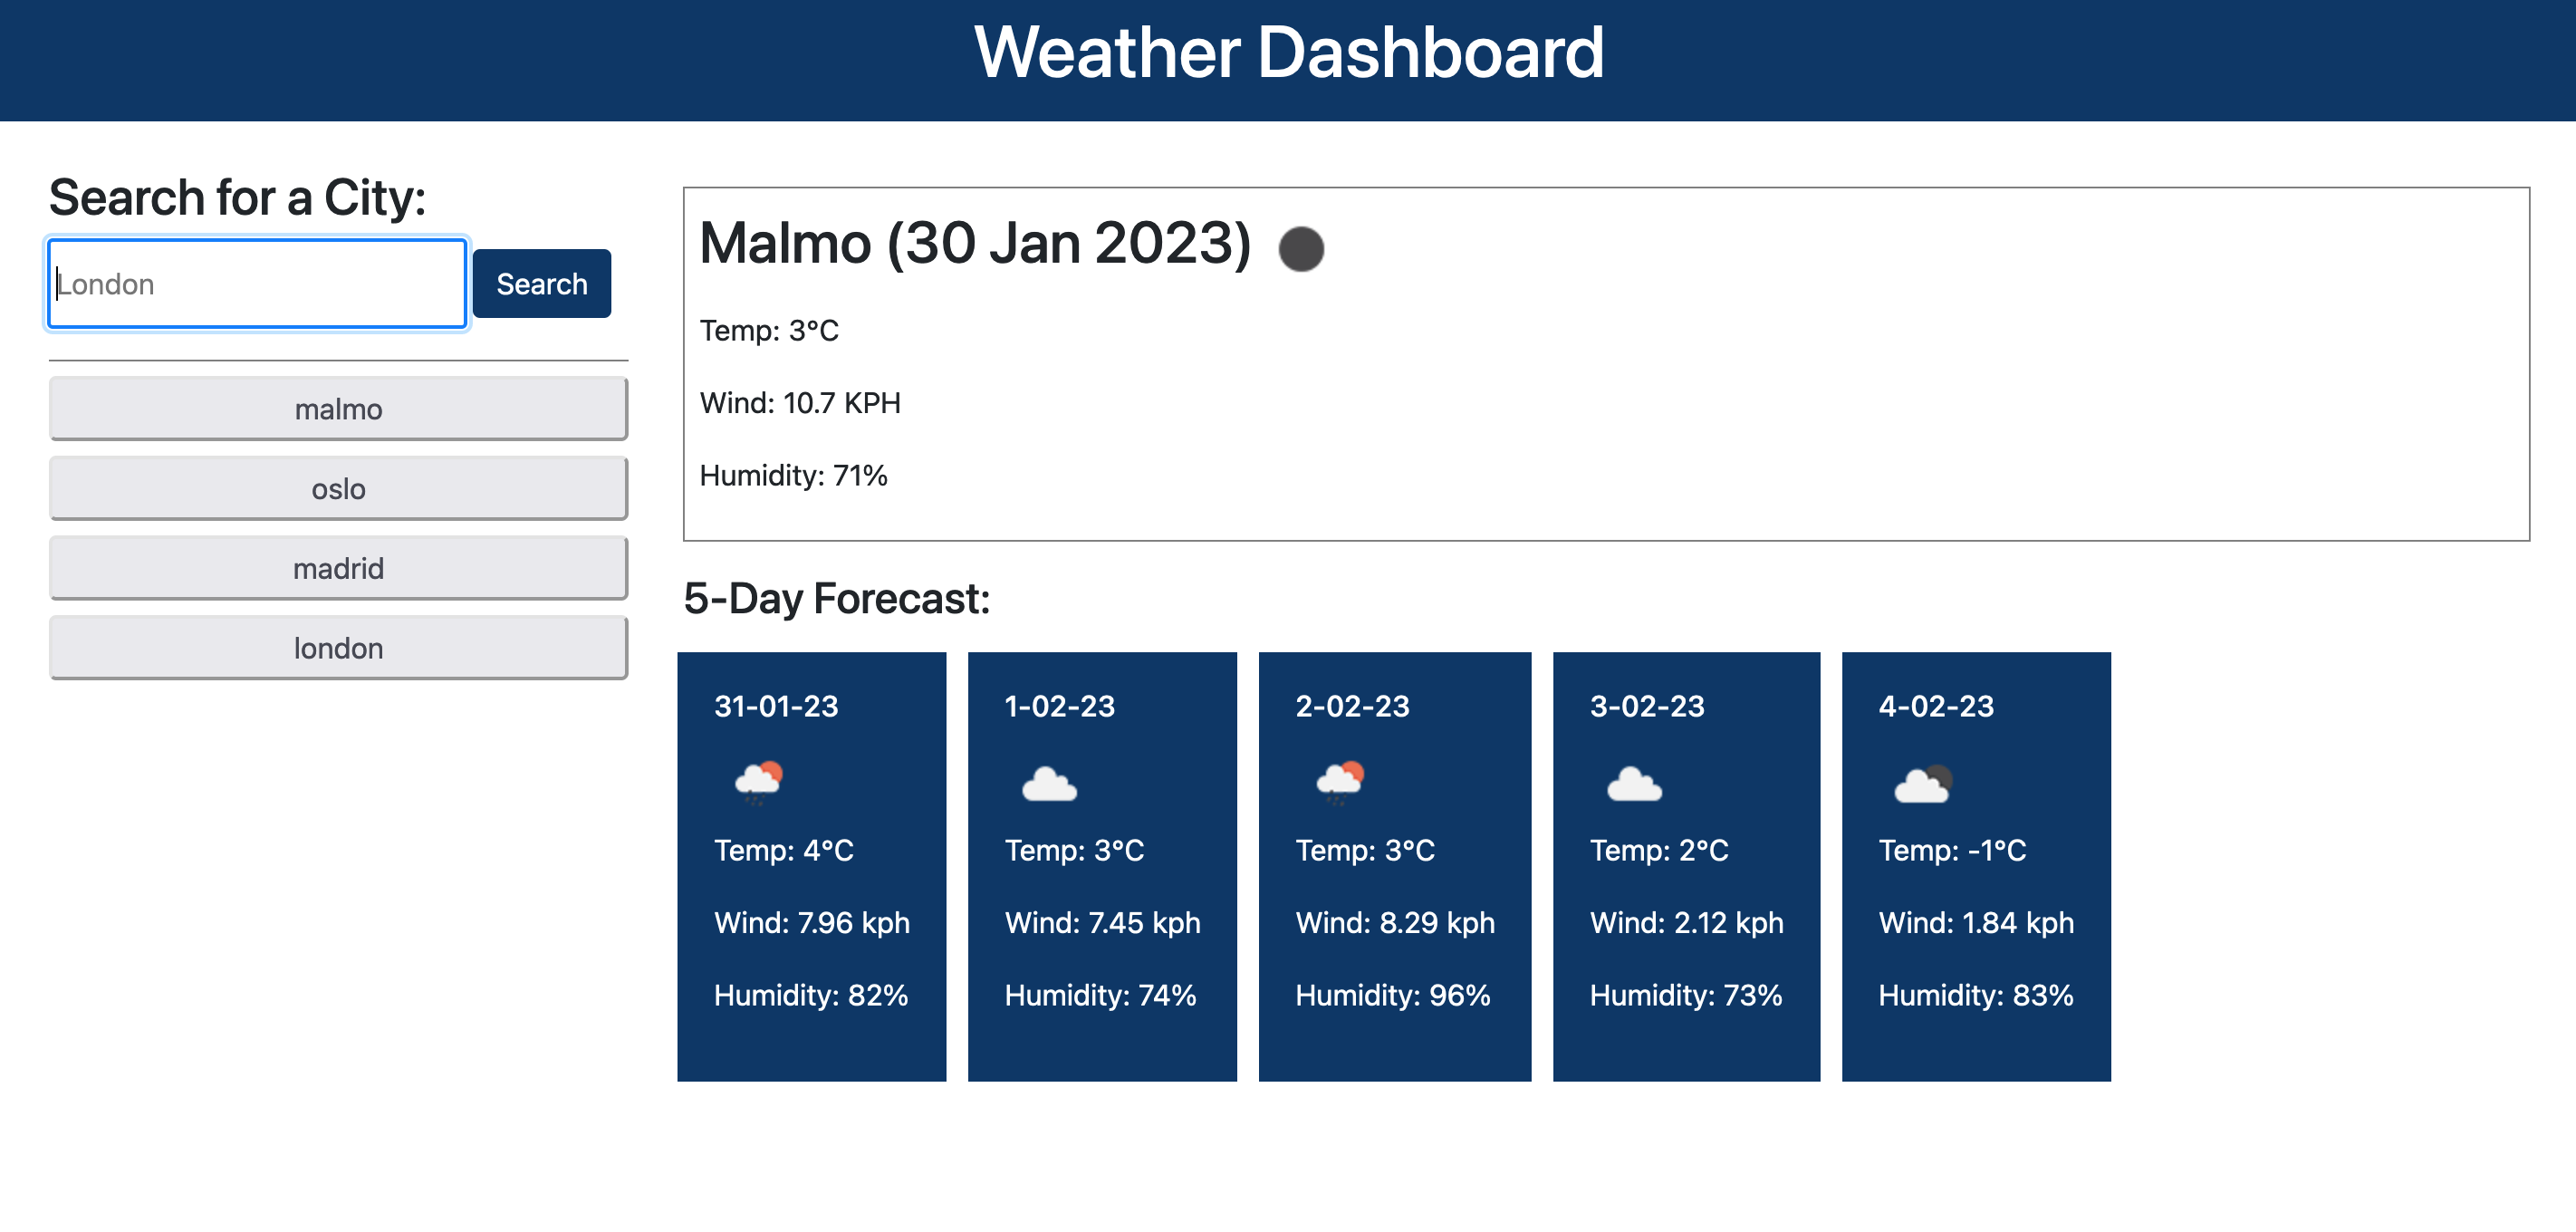 Weather Dashboard
Search for a City:
London
Search
malmo
oslo
madrid
london
Malmo (30 Jan 2023)
Temp: 3°C
Wind: 10.7 KPH
Humidity: 71%
5-Day Forecast:
31-01-23
Temp: 4°C
Wind: 7.96 kph
Humidity: 82%
1-02-23
Temp: 3°C
Wind: 7.45 kph
Humidity: 74%
2-02-23
Temp: 3°C
Wind: 8.29 kph
Humidity: 96%
3-02-23
Temp: 2°C
Wind: 2.12 kph
Humidity: 73%
4-02-23
Temp: -1°C
Wind: 1.84 kph
Humidity: 83%